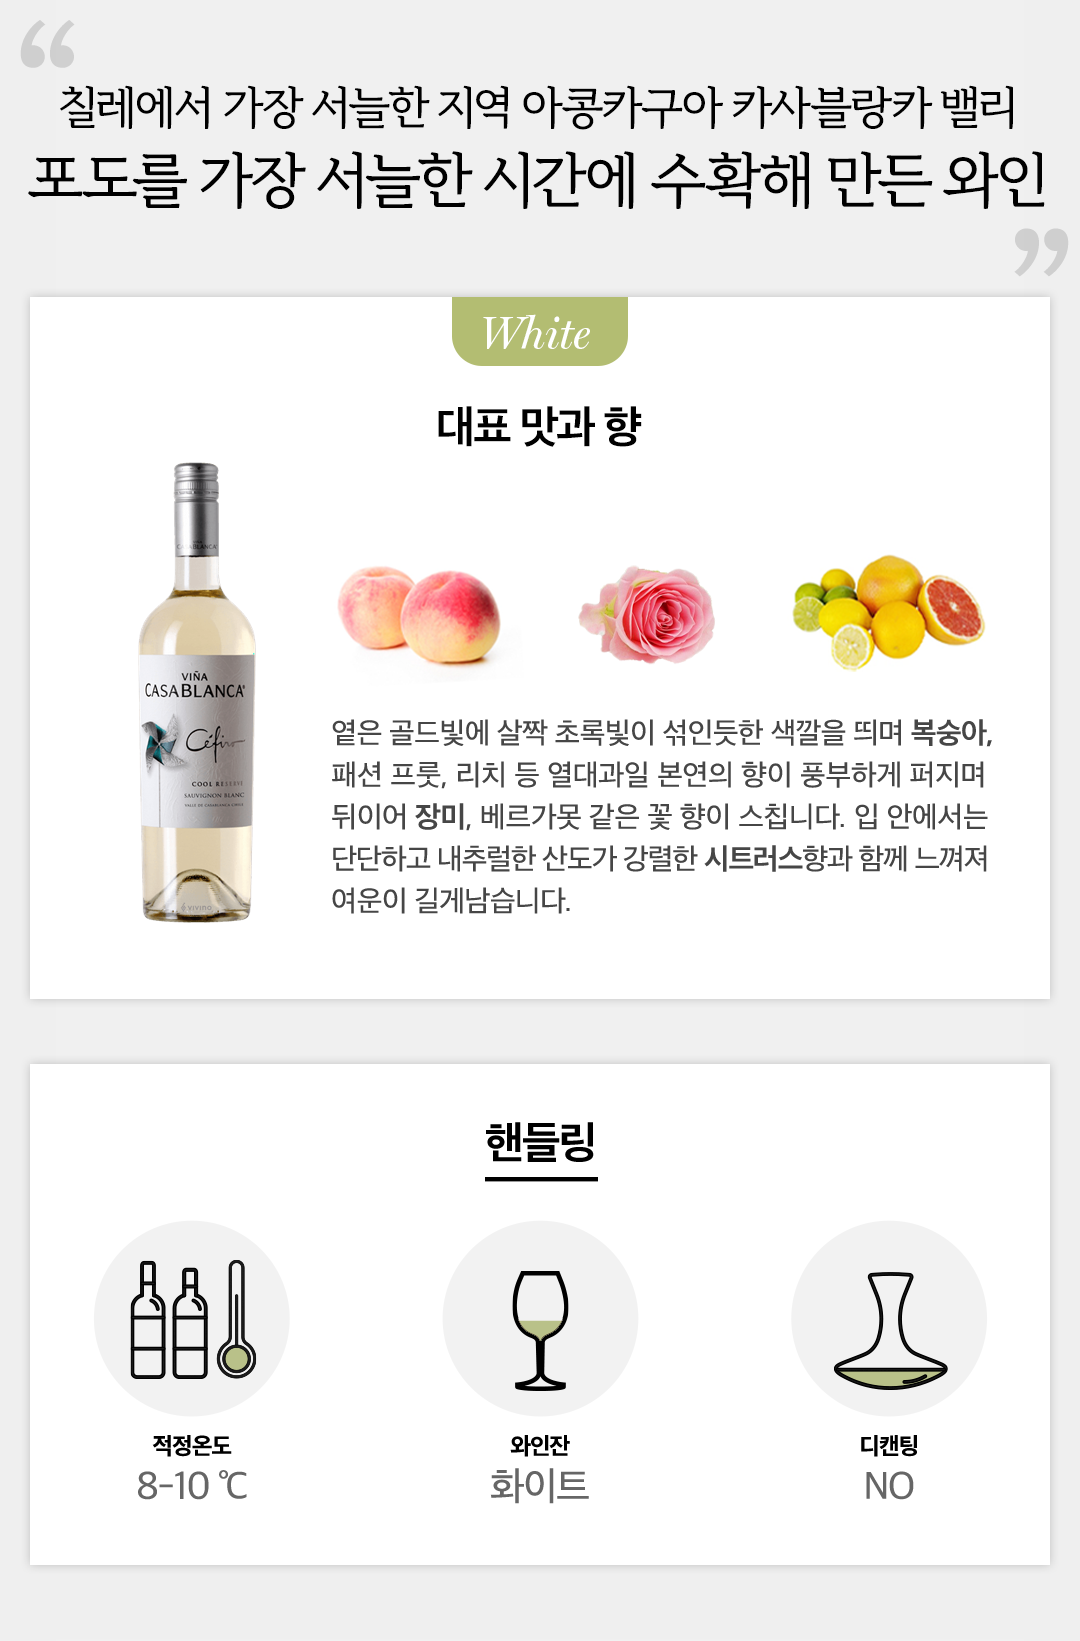 “
칠레에서 가장 서늘한 지역 아콩카구아 카사블랑카 밸리
포도를 가장 서늘한 시간에 수확해 만든 와인
”
White
대표 맛과 향
VIÑA
CASABLANCA
Céfiro
COOL RESERVE
SAUVIGNON BLANC
VALLE DE CASABLANCA CHILE
VIVINO
옅은 골드빛에 살짝 초록빛이 섞인듯한 색깔을 띄며 복숭아,
패션 프룻, 리치 등 열대과일 본연의 향이 풍부하게 퍼지며
뒤이어 장미, 베르가못 같은 꽃 향이 스칩니다. 입 안에서는
단단하고 내추럴한 산도가 강렬한 시트러스향과 함께 느껴져
여운이 길게남습니다.
핸들링
적정온도
8-10 ℃
와인잔
화이트
디캔팅
NO